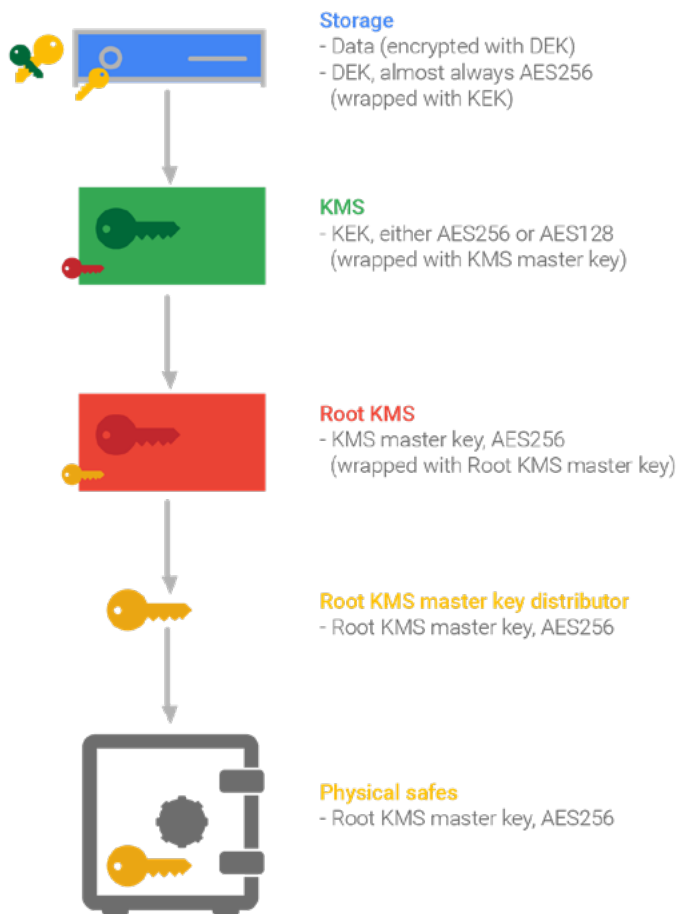 Storage
- Data (encrypted with DEK)
- DEK, almost always AES256
(wrapped with KEK)
KMS
- KEK, either AES256 or AES128
(wrapped with KMS master key)
Root KMS
- KMS master key, AES256
(wrapped with Root KMS master key)
Root KMS master key distributor
- Root KMS master key, AES256
Physical safes
- Root KMS master key, AES256